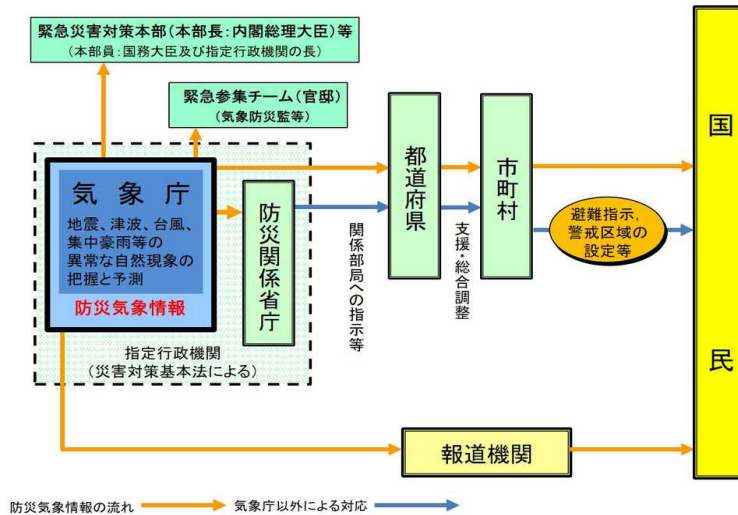 緊急災害対策本部(本部長:内閣総理大臣)等
(本部員:国務大臣及び指定行政機関の長)
緊急参集チーム(官邸)
(気象防災監等)
気象庁
地震、津波、台風、
集中豪雨等の
異常な自然現象の
把握と予測
防災気象情報
防災関係省庁
指定行政機関
(災害対策基本法による)
関係部局への指示等
都道府県
支援・総合調整
市町村
避難指示,
警戒区域の
設定等
国民
報道機関
防災気象情報の流れ
気象庁以外による対応